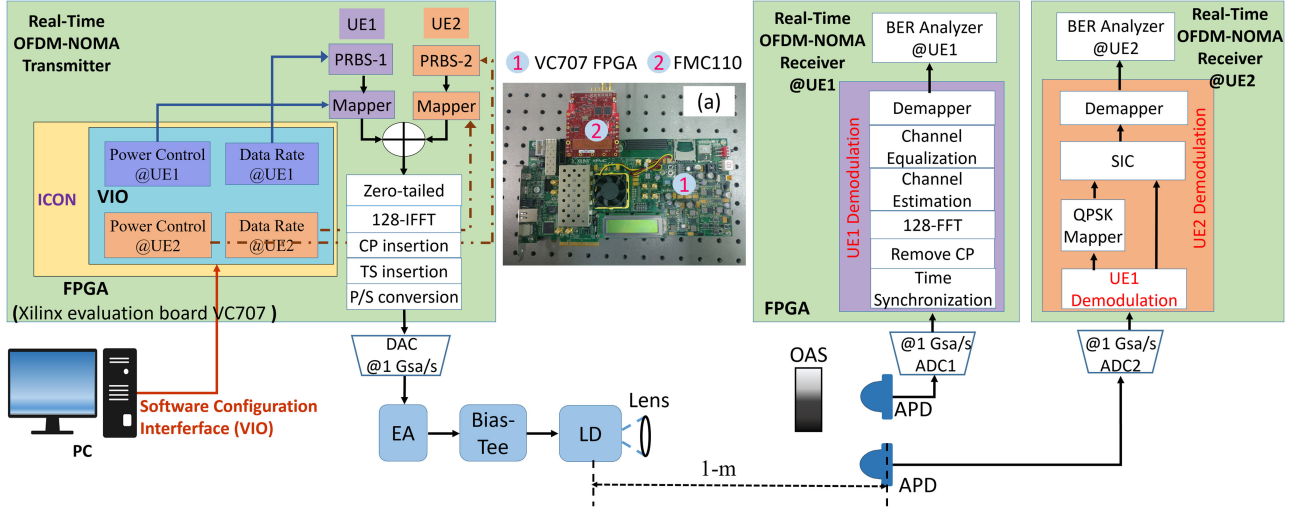 Real-Time
OFDM-NOMA
Transmitter
UE1
UE2
PRBS-1
PRBS-2
Mapper
Mapper
ICON
VIO
Power Control
@UE1
Data Rate
@UE1
Power Control
@UE2
Data Rate
@UE2
FPGA
(Xilinx evaluation board VC707 )
Zero-tailed
128-IFFT
CP insertion
TS insertion
P/S conversion
DAC
@1 Gsa/s
PC
Software Configuration
Interferface (VIO)
EA
Bias-
Tee
LD
Lens
1-m
1 VC707 FPGA 2 FMC110
(a)
2
1
Real-Time
OFDM-NOMA
Receiver
@UE1
BER Analyzer
@UE1
UE1 Demodulation
Demapper
Channel
Equalization
Channel
Estimation
128-FFT
Remove CP
Time
Synchronization
FPGA
@1 Gsa/s
ADC1
OAS
APD
APD
BER Analyzer
@UE2
Real-Time
OFDM-NOMA
Receiver
@UE2
Demapper
SIC
QPSK
Mapper
UE1
Demodulation
UE2 Demodulation
@1 Gsa/s
ADC2